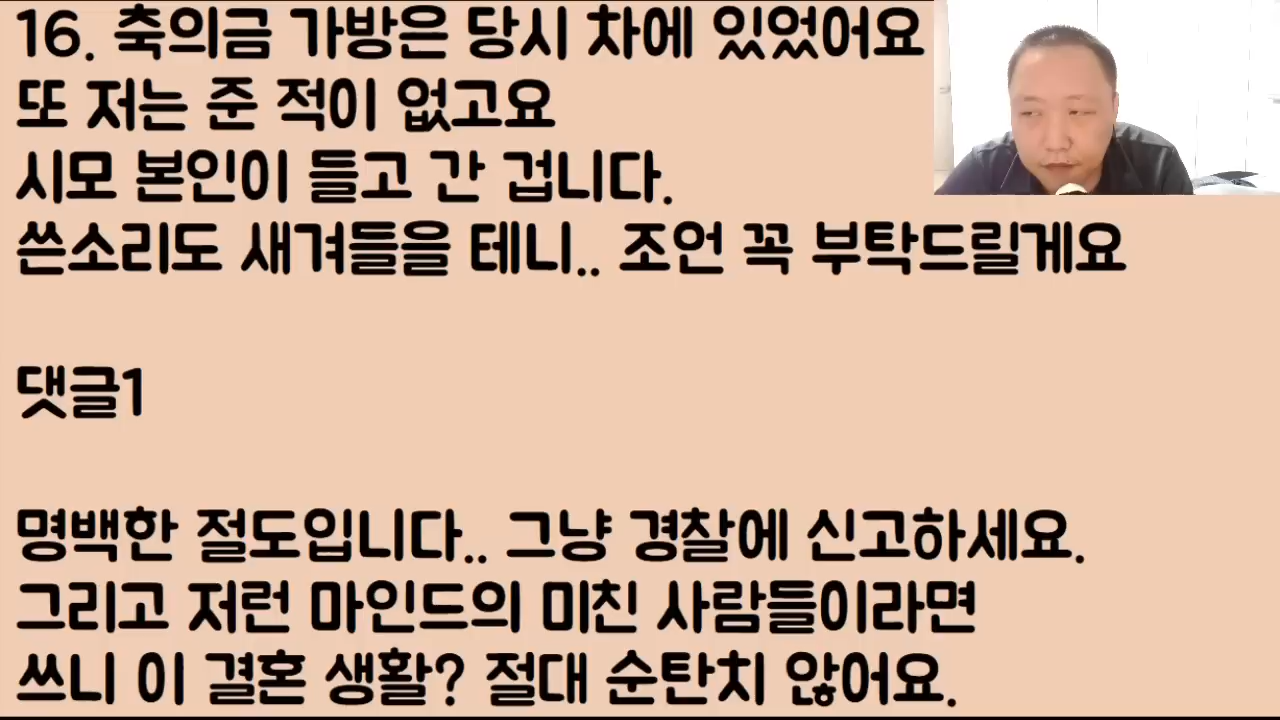 16. 축의금 가방은 당시 차에 있었어요
또 저는 준 적이 없고요
시모 본인이 들고 간 겁니다.
쓴소리도 새겨들을 테니.. 조언 꼭 부탁드릴게요
댓글1
명백한 절도입니다.. 그냥 경찰에 신고하세요.
그리고 저런 마인드의 미친 사람들이라면
쓰니 이 결혼 생활? 절대 순탄치 않어요.